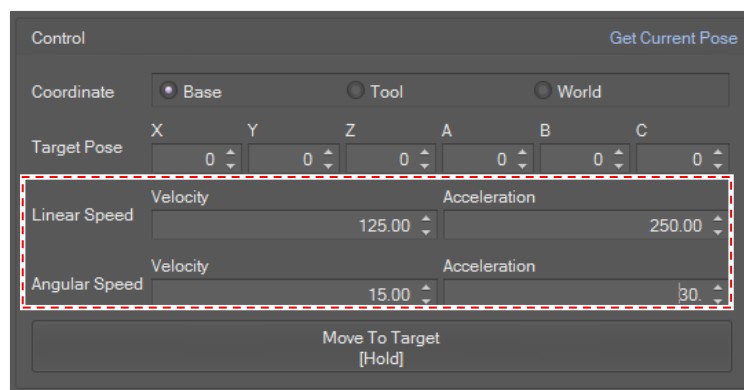 Control Get Current Pose
Coordinate Base Tool World
X Y Z A B C
Target Pose 0 0 0 0 0 0
Velocity Acceleration
Linear Speed 125.00 250.00
Velocity Acceleration
Angular Speed 15.00 30.
Move To Target
[Hold]